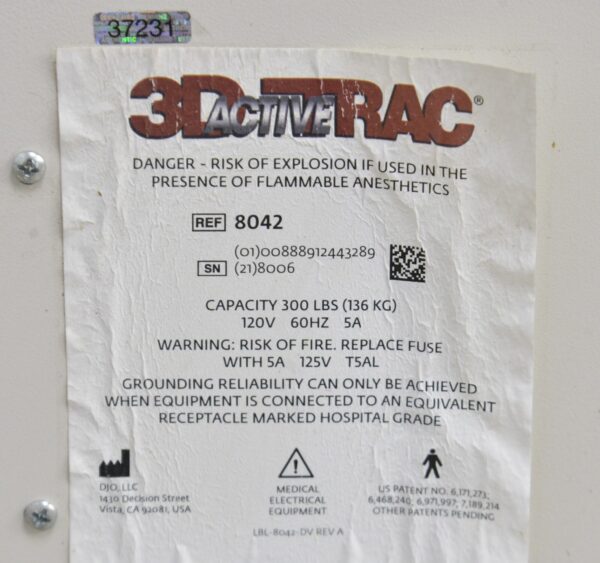 37231
3D ACTIVE TRAC®
DANGER - RISK OF EXPLOSION IF USED IN THE
PRESENCE OF FLAMMABLE ANESTHETICS
REF 8042
(01)00888912443289
SN (21)8006
CAPACITY 300 LBS (136 KG)
120V 60HZ 5A
WARNING: RISK OF FIRE. REPLACE FUSE
WITH 5A 125V T5AL
GROUNDING RELIABILITY CAN ONLY BE ACHIEVED
WHEN EQUIPMENT IS CONNECTED TO AN EQUIVALENT
RECEPTACLE MARKED HOSPITAL GRADE
DJO, LLC
1430 Decision Street
Vista, CA 92081, USA
MEDICAL
ELECTRICAL
EQUIPMENT
US PATENT NO. 6,171,273;
6,468,240; 6,971,997; 7,189,214
OTHER PATENTS PENDING
LBL-8042-DV REV A